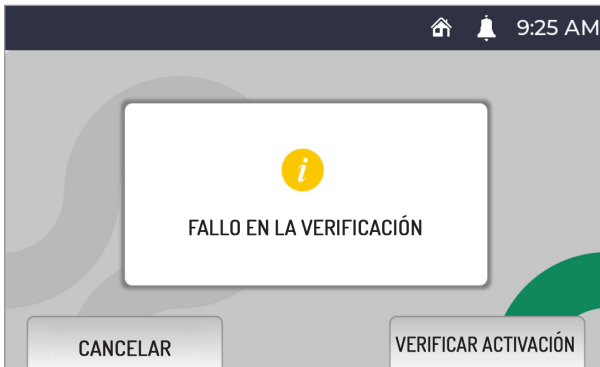 9:25 AM
i
FALLO EN LA VERIFICACIÓN
CANCELAR
VERIFICAR ACTIVACIÓN